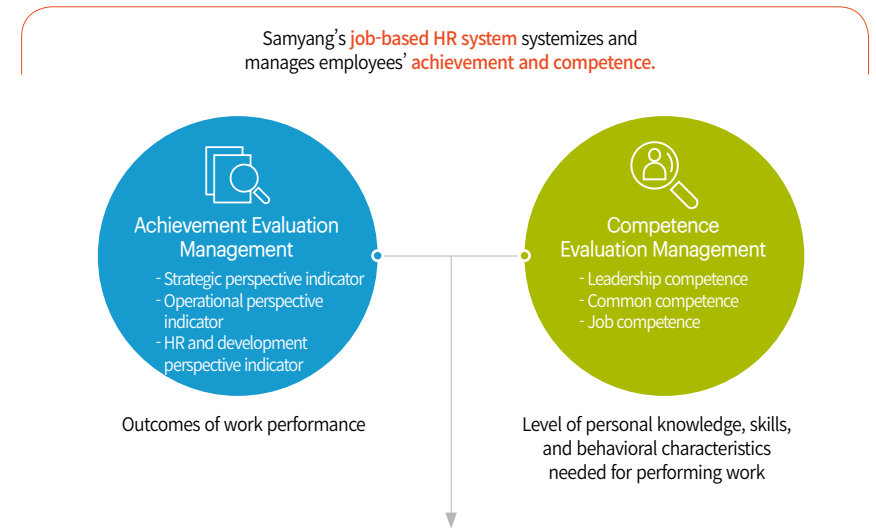 Samyang’s job-based HR system systemizes and
manages employees’ achievement and competence.
Achievement Evaluation
Management
- Strategic perspective indicator
- Operational perspective
indicator
- HR and development
perspective indicator
Outcomes of work performance
Competence
Evaluation Management
- Leadership competence
- Common competence
- Job competence
Level of personal knowledge, skills,
and behavioral characteristics
needed for performing work